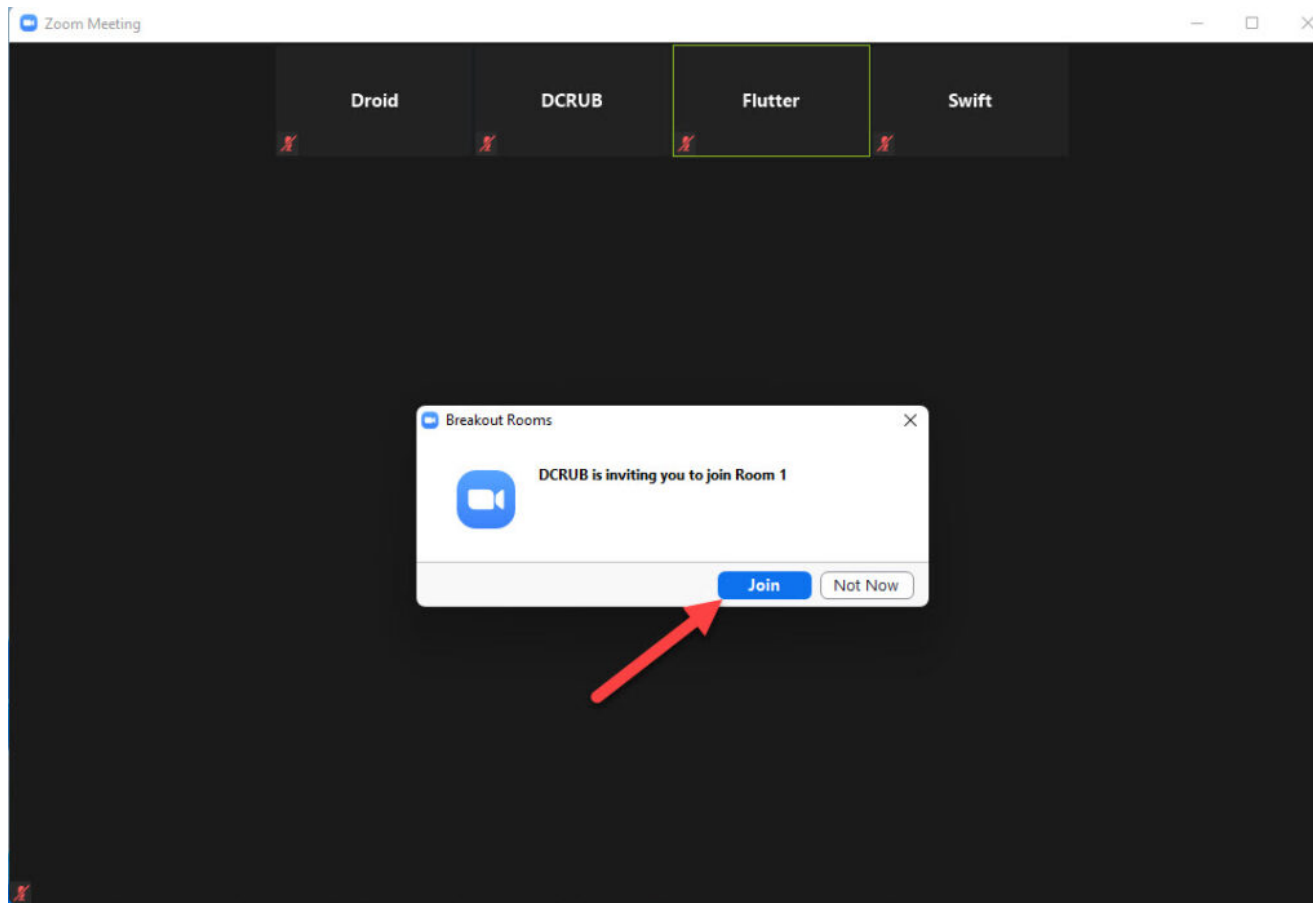 Zoom Meeting
Droid DCRUB Flutter Swift
Breakout Rooms
DCRUB is inviting you to join Room 1
Join Not Now